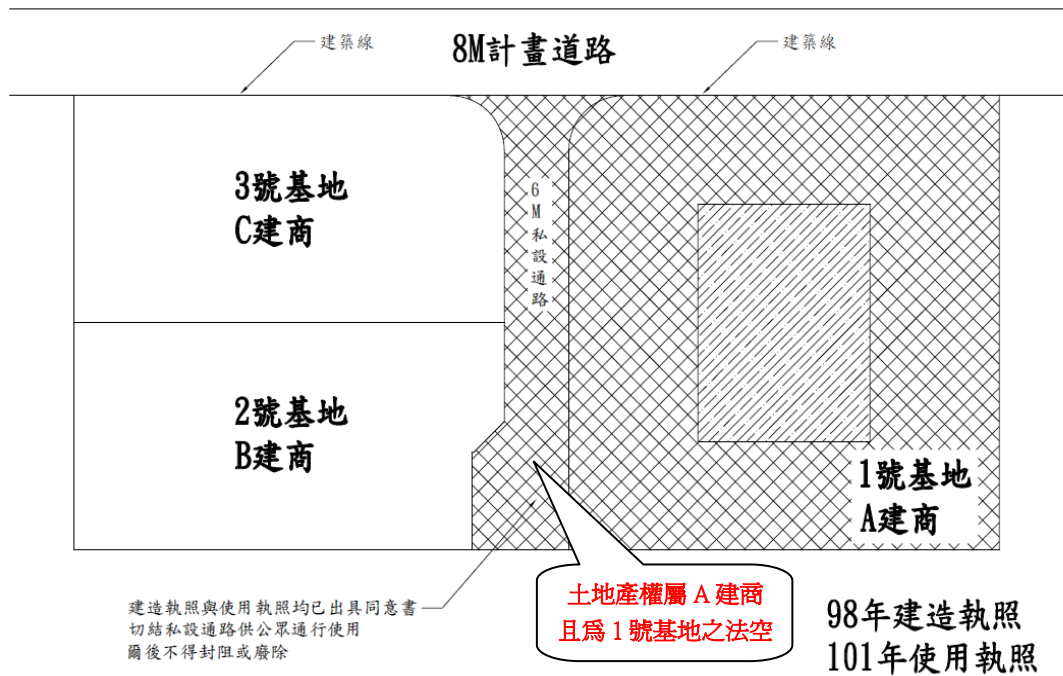 建築線
8M計畫道路
建築線
3號基地
C建商
6
M
私
設
通
路
2號基地
B建商
1號基地
A建商
建造執照與使用執照均已出具同意書
切結私設通路供公眾通行使用
爾後不得封阻或廢除
土地產權屬 A 建商
且為 1 號基地之法空
98年建造執照
101年使用執照